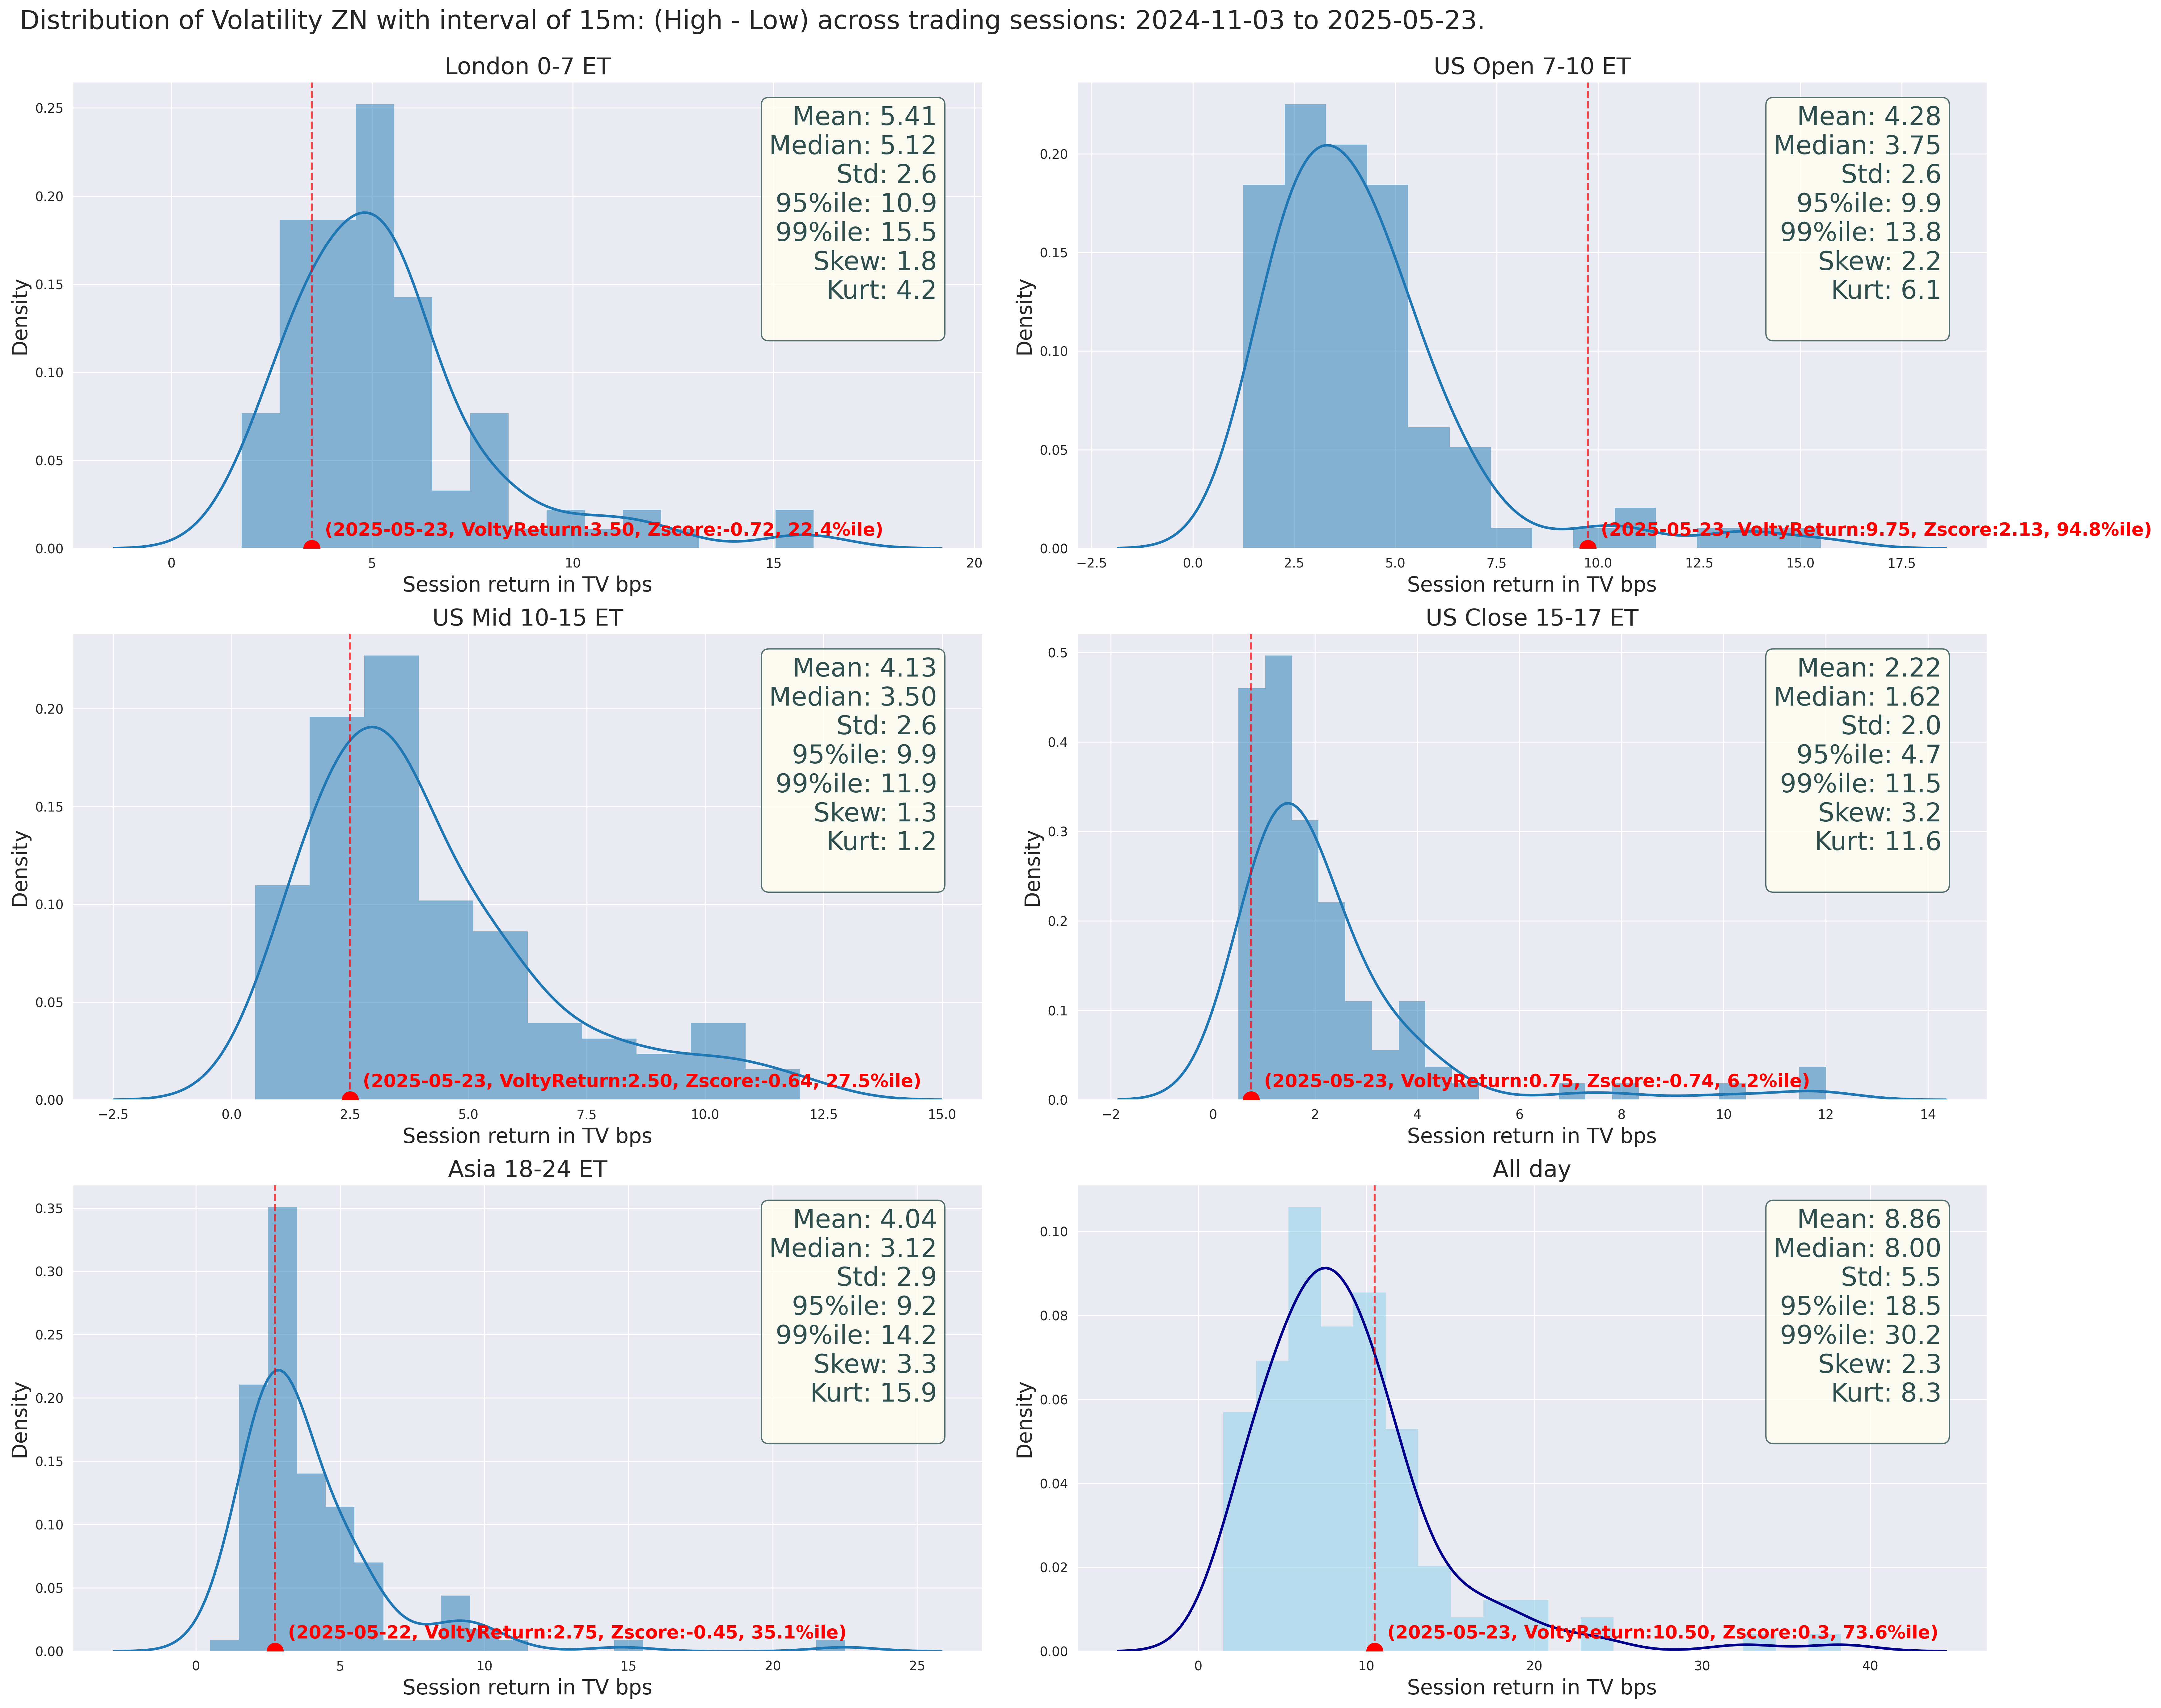 Distribution of Volatility ZN with interval of 15m: (High - Low) across trading sessions: 2024-11-03 to 2025-05-23.
London 0-7 ET
Mean: 5.41
Median: 5.12
Std: 2.6
95%ile: 10.9
99%ile: 15.5
Skew: 1.8
Kurt: 4.2
0.25
0.20
0.15
0.10
0.05
0.00
Density
(2025-05-23, VoltyReturn:3.50, Zscore:-0.72, 22.4%ile)
0 5 10 15 20
Session return in TV bps
US Open 7-10 ET
Mean: 4.28
Median: 3.75
Std: 2.6
95%ile: 9.9
99%ile: 13.8
Skew: 2.2
Kurt: 6.1
0.20
0.15
0.10
0.05
0.00
Density
(2025-05-23, VoltyReturn:9.75, Zscore:2.13, 94.8%ile)
−2.5 0.0 2.5 5.0 7.5 10.0 12.5 15.0 17.5
Session return in TV bps
US Mid 10-15 ET
Mean: 4.13
Median: 3.50
Std: 2.6
95%ile: 9.9
99%ile: 11.9
Skew: 1.3
Kurt: 1.2
0.20
0.15
0.10
0.05
0.00
Density
(2025-05-23, VoltyReturn:2.50, Zscore:-0.64, 27.5%ile)
−2.5 0.0 2.5 5.0 7.5 10.0 12.5 15.0
Session return in TV bps
US Close 15-17 ET
Mean: 2.22
Median: 1.62
Std: 2.0
95%ile: 4.7
99%ile: 11.5
Skew: 3.2
Kurt: 11.6
0.5
0.4
0.3
0.2
0.1
0.0
Density
(2025-05-23, VoltyReturn:0.75, Zscore:-0.74, 6.2%ile)
−2 0 2 4 6 8 10 12 14
Session return in TV bps
Asia 18-24 ET
Mean: 4.04
Median: 3.12
Std: 2.9
95%ile: 9.2
99%ile: 14.2
Skew: 3.3
Kurt: 15.9
0.35
0.30
0.25
0.20
0.15
0.10
0.05
0.00
Density
(2025-05-22, VoltyReturn:2.75, Zscore:-0.45, 35.1%ile)
0 5 10 15 20 25
Session return in TV bps
All day
Mean: 8.86
Median: 8.00
Std: 5.5
95%ile: 18.5
99%ile: 30.2
Skew: 2.3
Kurt: 8.3
0.10
0.08
0.06
0.04
0.02
0.00
Density
(2025-05-23, VoltyReturn:10.50, Zscore:0.3, 73.6%ile)
0 10 20 30 40
Session return in TV bps